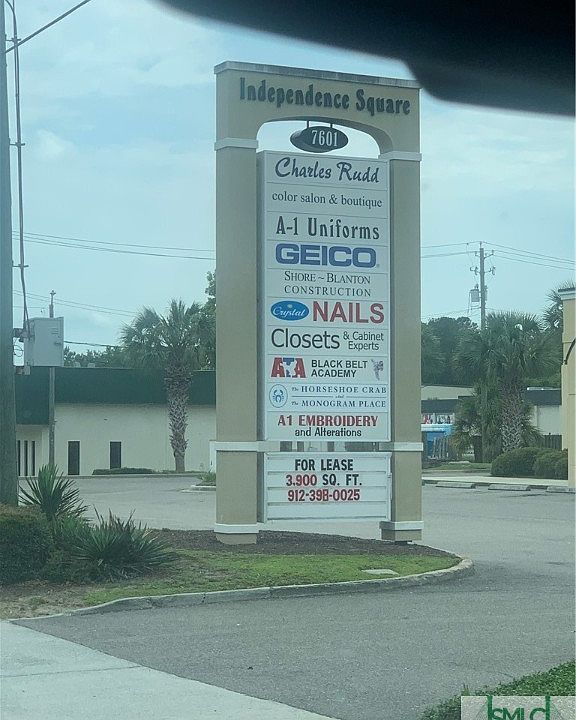 Independence Square
7601
Charles Rudd
color salon & boutique
A-1 Uniforms
GEICO
SHORE ~ BLANTON
CONSTRUCTION
Crystal NAILS
Closets & Cabinet
Experts
ATA BLACK BELT
ACADEMY
The HORSESHOE CRAB
and
The MONOGRAM PLACE
A1 EMBROIDERY
and Alterations
FOR LEASE
3,900 SQ. FT.
912-398-0025